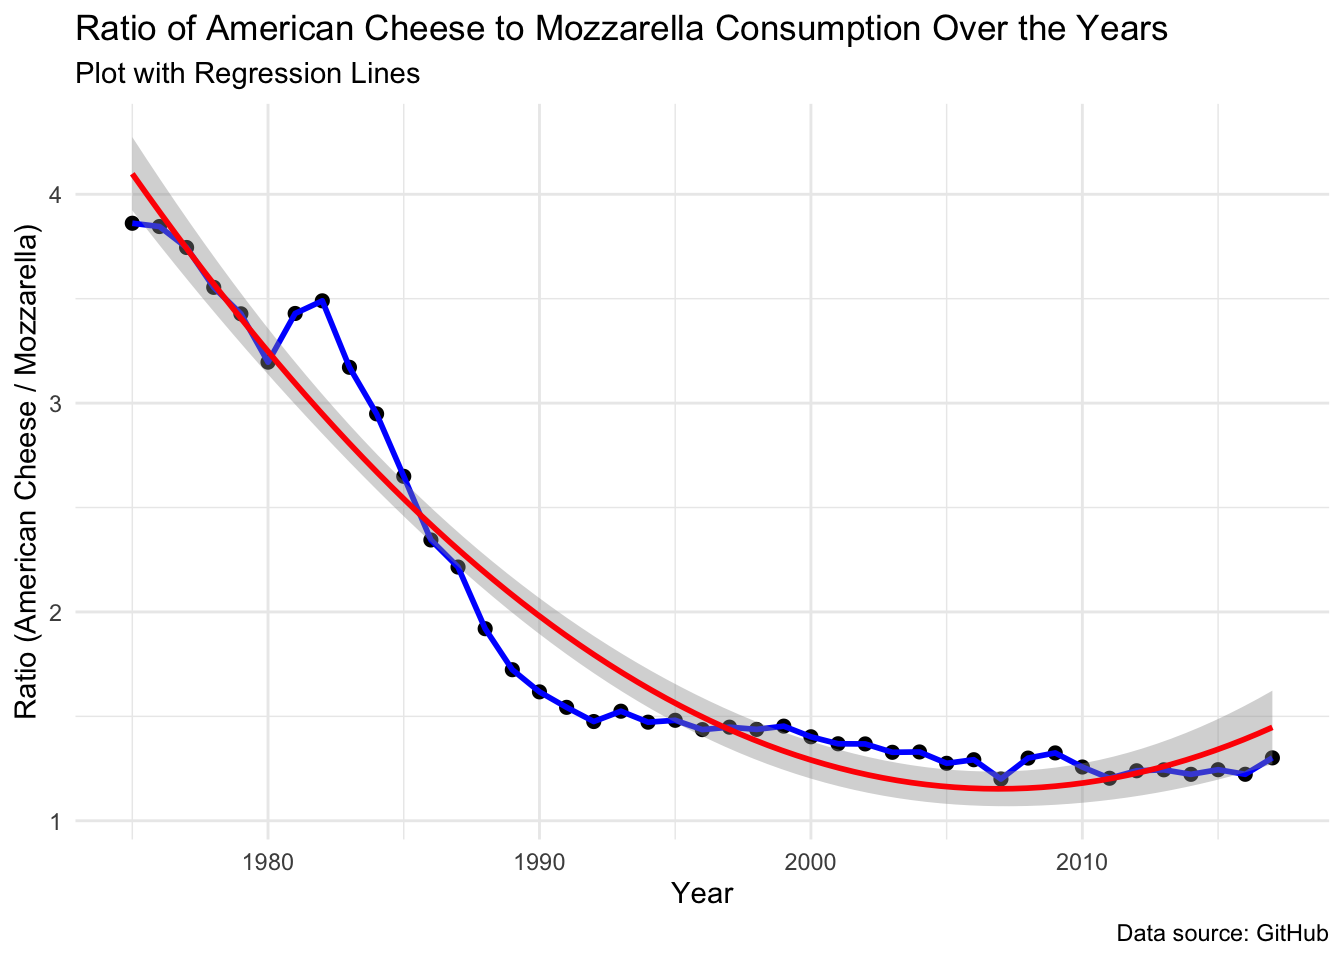 Ratio of American Cheese to Mozzarella Consumption Over the Years
Plot with Regression Lines
Ratio (American Cheese / Mozzarella)
4
3
2
1
1980
1990
2000
2010
Year
Data source: GitHub